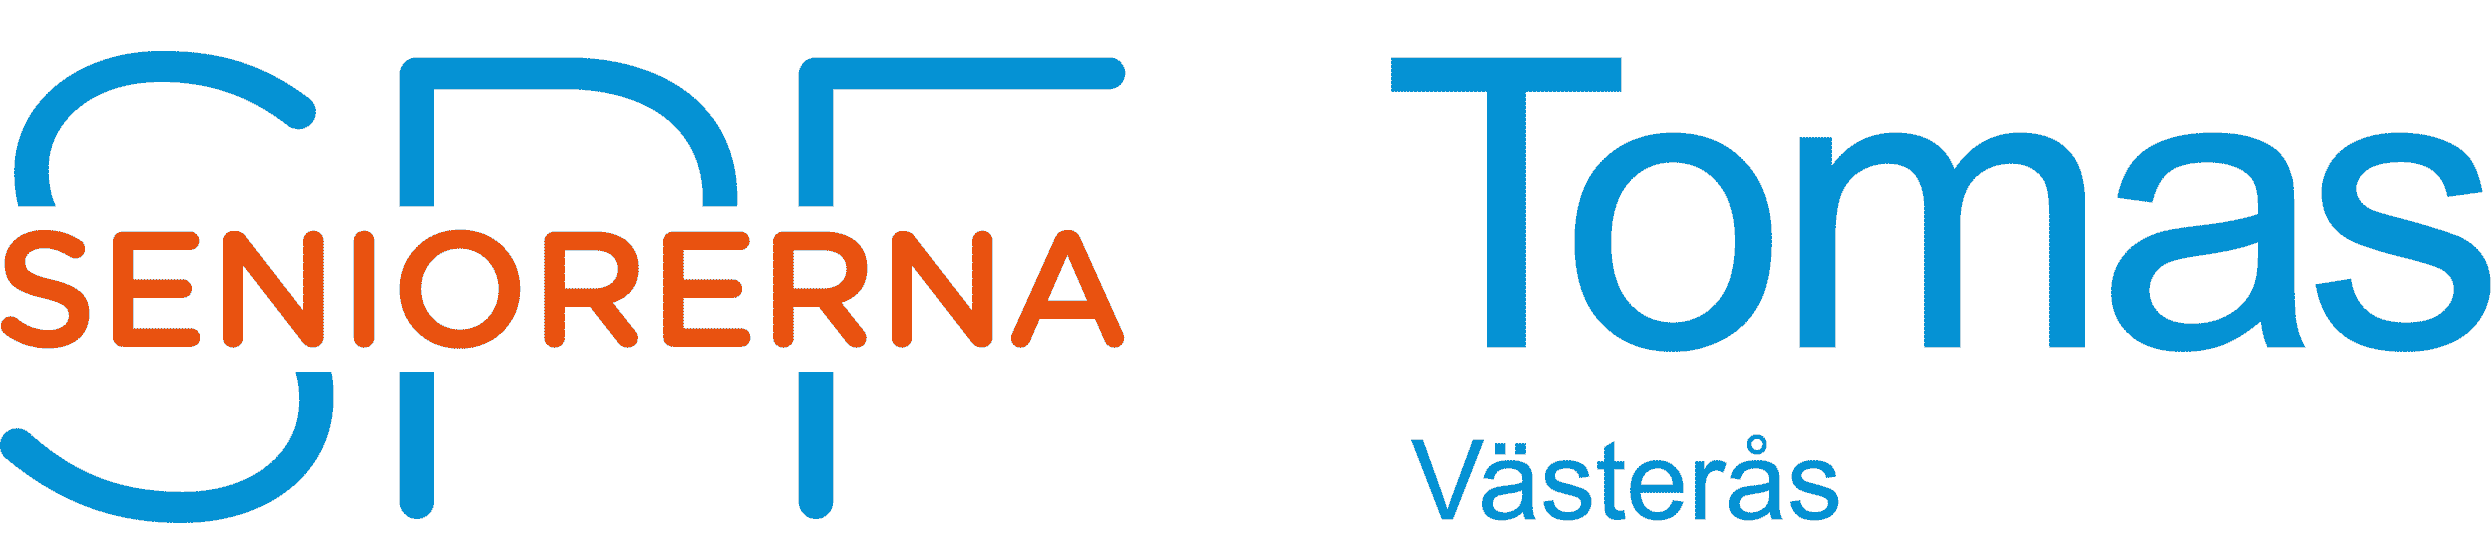 SPF
SENIORERNA
Tomas
Västerås